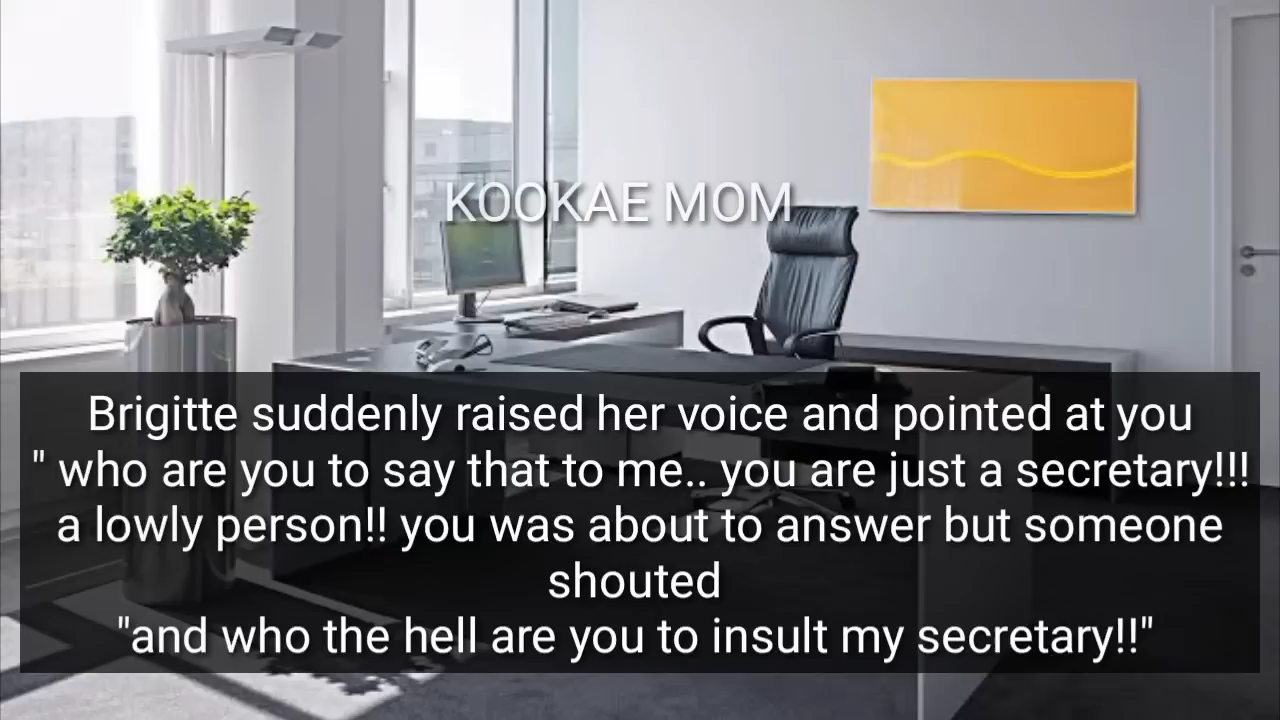 KOOKAE MOM
Brigitte suddenly raised her voice and pointed at you
" who are you to say that to me.. you are just a secretary!!!
a lowly person!! you was about to answer but someone
shouted
"and who the hell are you to insult my secretary!!"